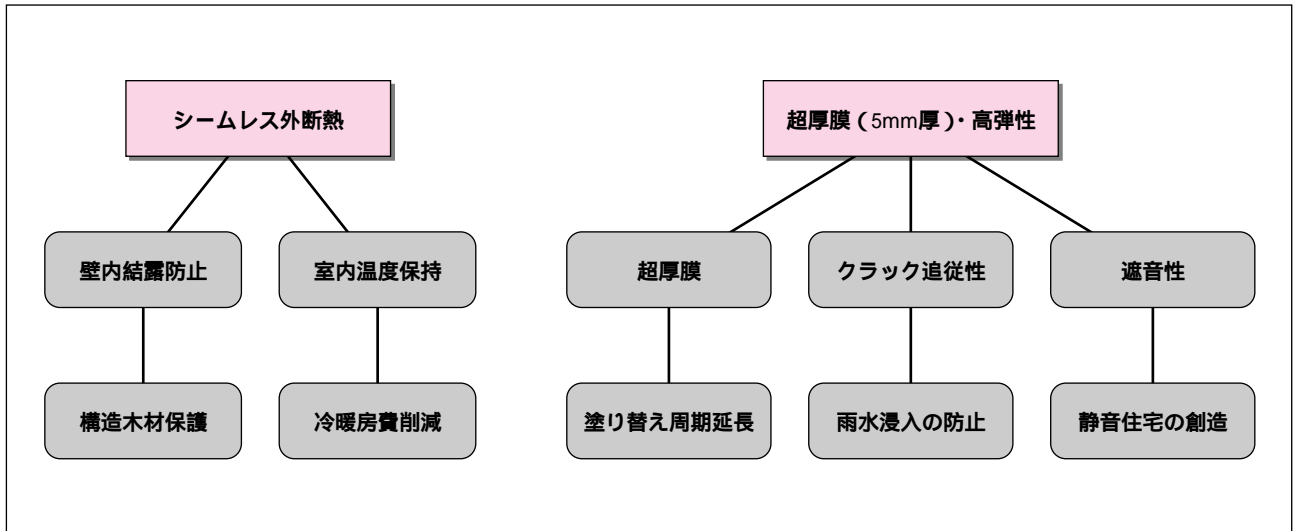 シームレス外断熱
超厚膜（5mm厚）・高弾性
壁内結露防止
室内温度保持
超厚膜
クラック追従性
遮音性
構造木材保護
冷暖房費削減
塗り替え周期延長
雨水浸入の防止
静音住宅の創造